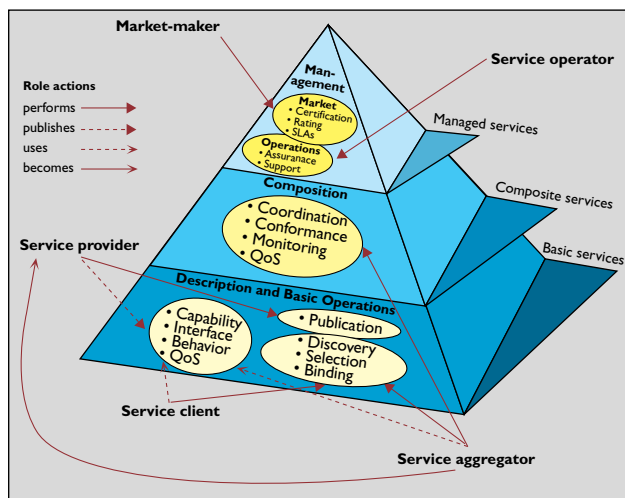 Market-maker
Service operator
Role actions
performs
publishes
uses
becomes
Man-
agement
Market
• Certification
• Rating
• SLAs
Operations
• Assuranace
• Support
Managed services
Composition
• Coordination
• Conformance
• Monitoring
• QoS
Composite services
Service provider
Basic services
Description and Basic Operations
• Capability
• Interface
• Behavior
• QoS
• Publication
• Discovery
• Selection
• Binding
Service client
Service aggregator